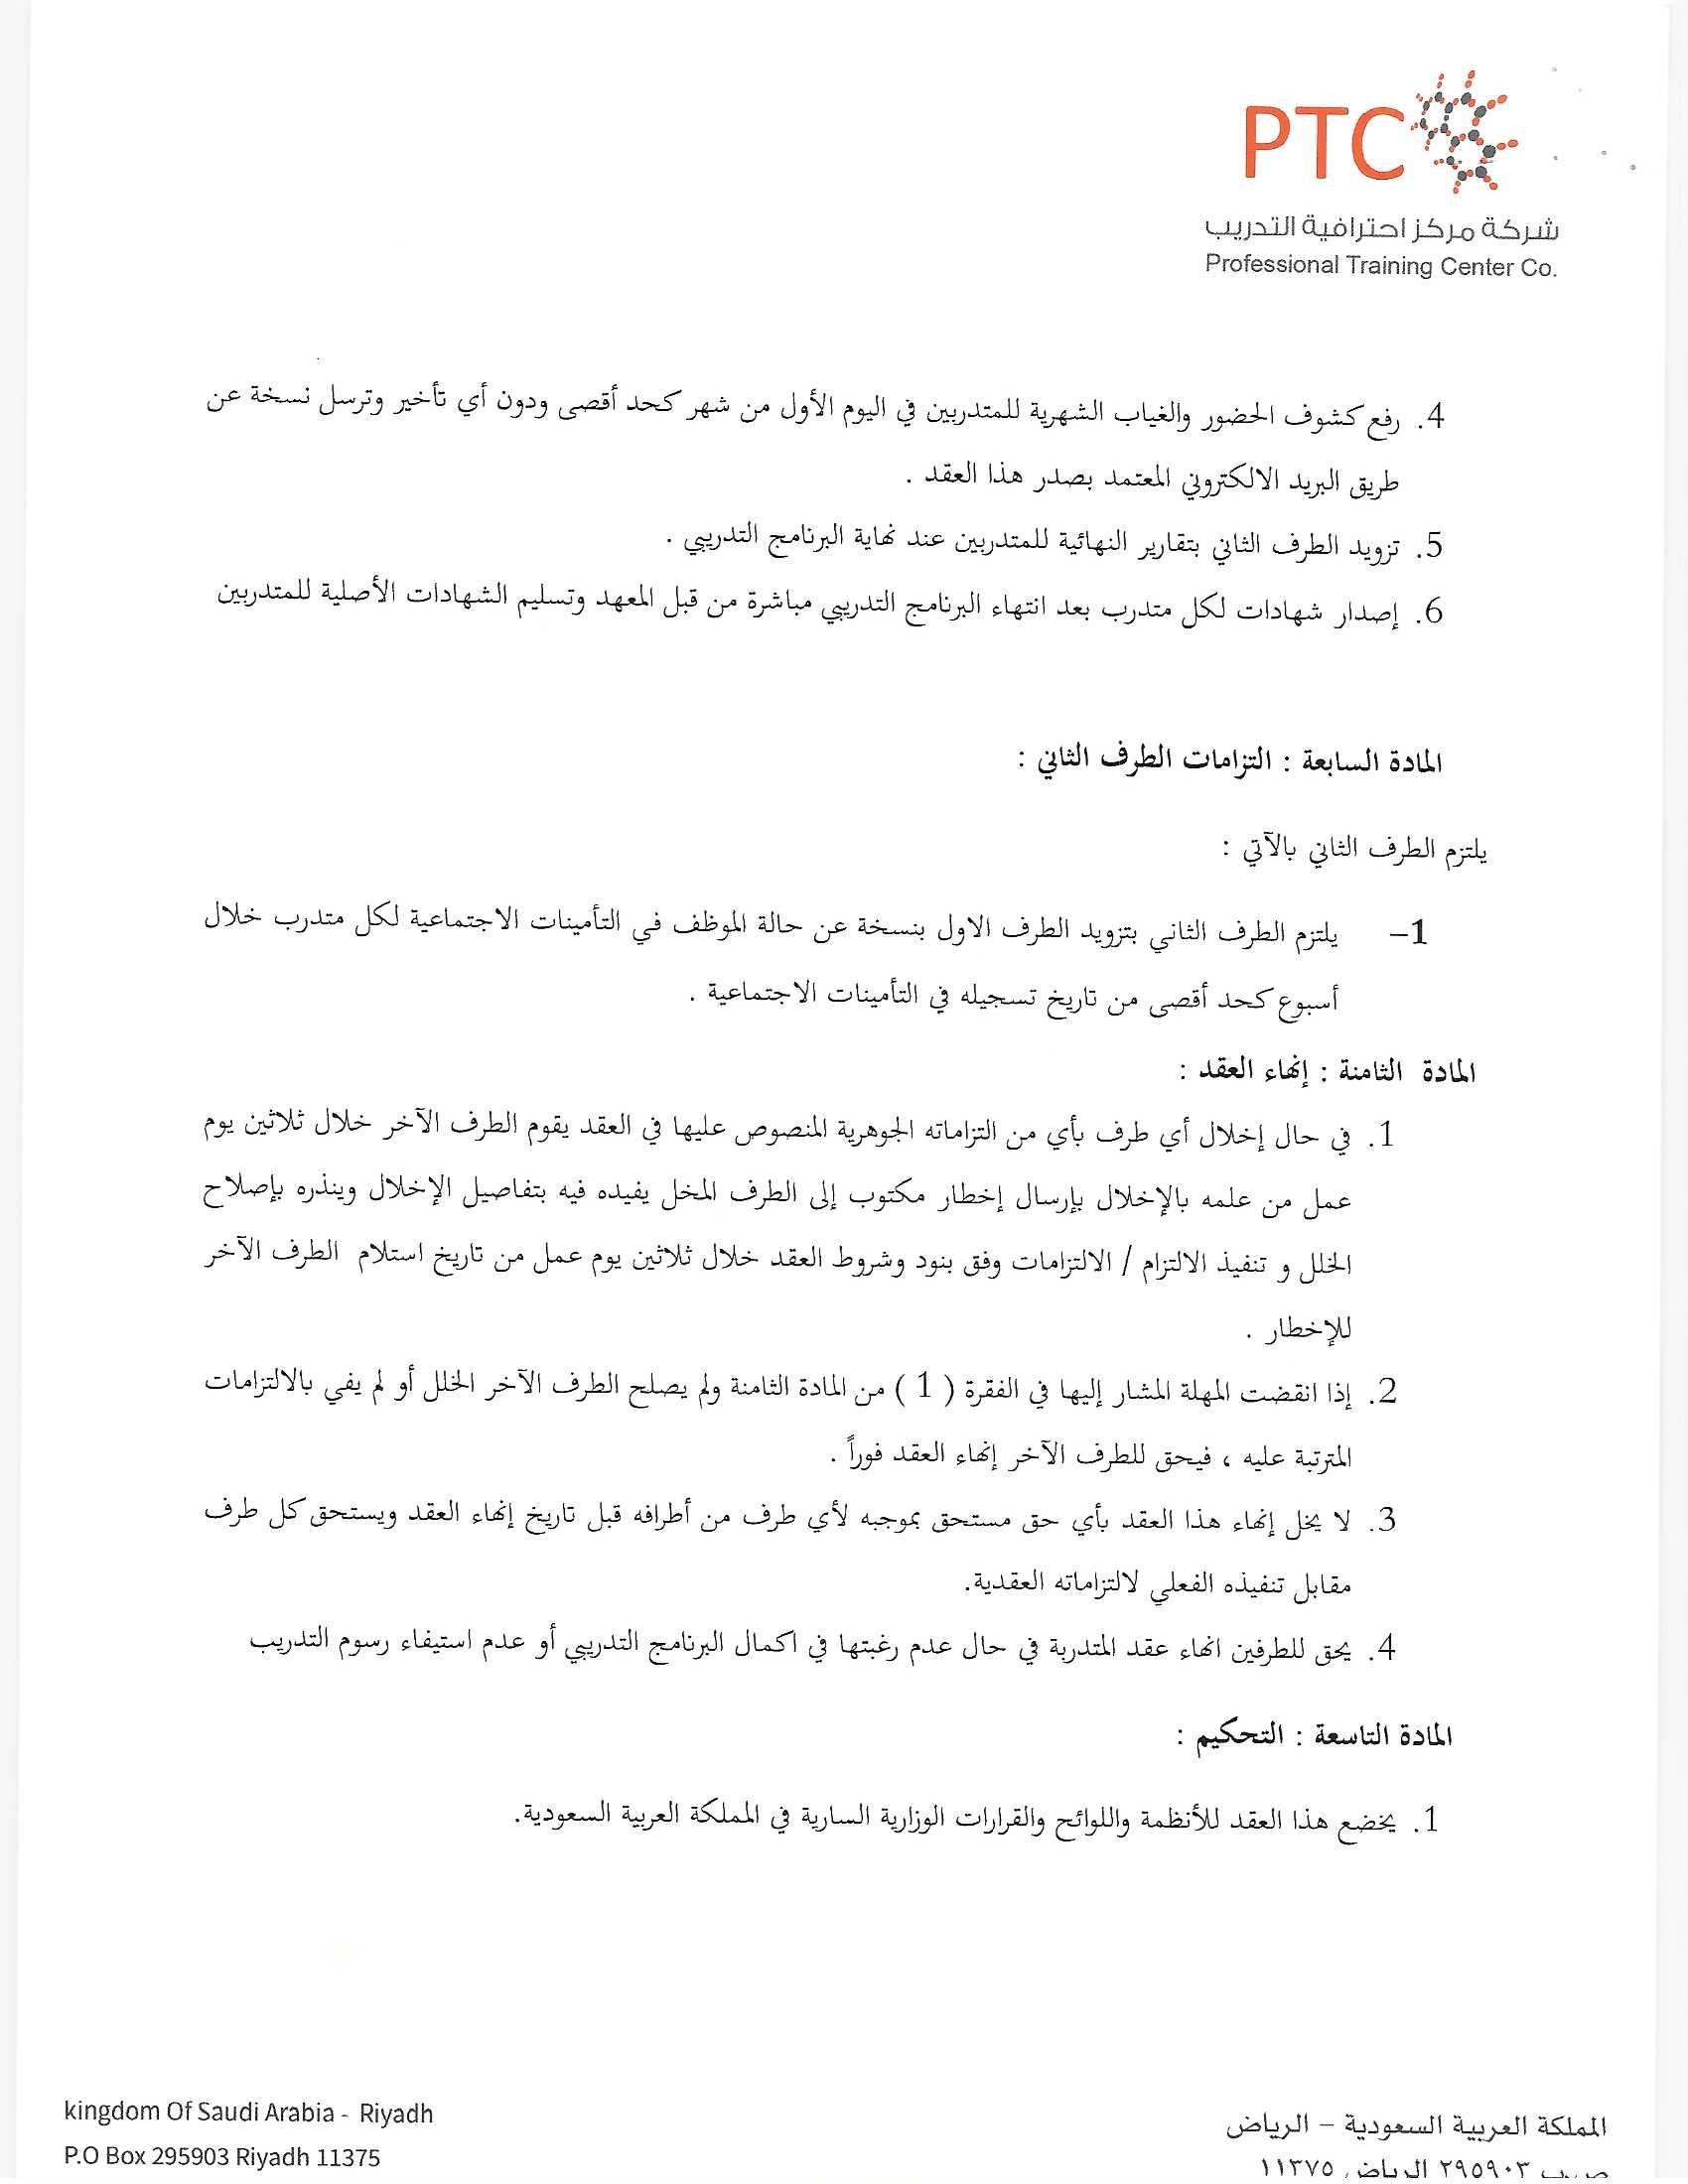 PTC
شركة مركز احترافية التدريب
Professional Training Center Co.
4. رفع كشوف الحضور والغياب الشهرية للمتدربين في اليوم الأول من شهر كحد أقصى ودون أي تأخير وترسل نسخة عن
طريق البريد الالكتروني المعتمد بصدر هذا العقد .
5. تزويد الطرف الثاني بتقارير النهائية للمتدربين عند نهاية البرنامج التدريبي .
6. إصدار شهادات لكل متدرب بعد انتهاء البرنامج التدريبي مباشرة من قبل المعهد وتسليم الشهادات الأصلية للمتدربين
المادة السابعة : التزامات الطرف الثاني :
يلتزم الطرف الثاني بالآتي :
1– يلتزم الطرف الثاني بتزويد الطرف الاول بنسخة عن حالة الموظف في التأمينات الاجتماعية لكل متدرب خلال
أسبوع كحد أقصى من تاريخ تسجيله في التأمينات الاجتماعية .
المادة الثامنة : إنهاء العقد :
1. في حال إخلال أي طرف بأي من التزاماته الجوهرية المنصوص عليها في العقد يقوم الطرف الآخر خلال ثلاثين يوم
عمل من علمه بالإخلال بإرسال إخطار مكتوب إلى الطرف المخل يفيده فيه بتفاصيل الإخلال وينذره بإصلاح
الخلل و تنفيذ الالتزام / الالتزامات وفق بنود وشروط العقد خلال ثلاثين يوم عمل من تاريخ استلام الطرف الآخر
للإخطار .
2. إذا انقضت المهلة المشار إليها في الفقرة ( 1 ) من المادة الثامنة ولم يصلح الطرف الآخر الخلل أو لم يفي بالالتزامات
المترتبة عليه ، فيحق للطرف الآخر إنهاء العقد فوراً .
3. لا يخل إنهاء هذا العقد بأي حق مستحق بموجبه لأي طرف من أطرافه قبل تاريخ إنهاء العقد ويستحق كل طرف
مقابل تنفيذه الفعلي لالتزاماته العقدية.
4. يحق للطرفين انهاء عقد المتدربة في حال عدم رغبتها في اكمال البرنامج التدريبي أو عدم استيفاء رسوم التدريب
المادة التاسعة : التحكيم :
1. يخضع هذا العقد للأنظمة واللوائح والقرارات الوزارية السارية في المملكة العربية السعودية.
kingdom Of Saudi Arabia - Riyadh
P.O Box 295903 Riyadh 11375
المملكة العربية السعودية – الرياض
ص.ب ٢٩٥٩٠٣ الرياض ١١٣٧٥